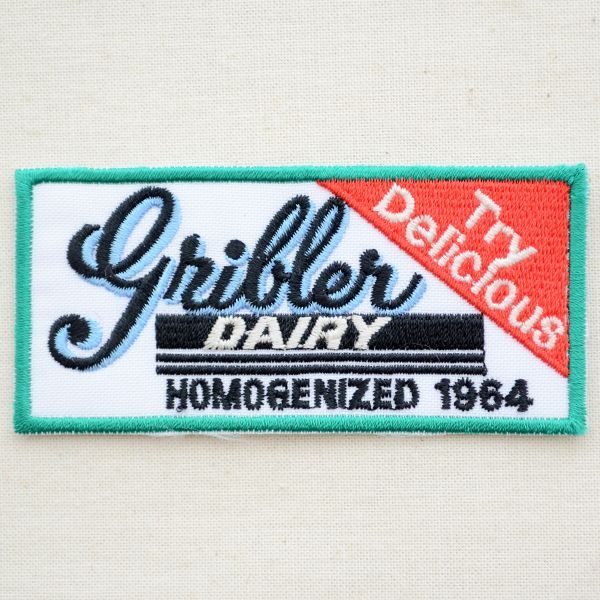 Try
Delicious
Gribler
DAIRY
HOMOGENIZED 1964